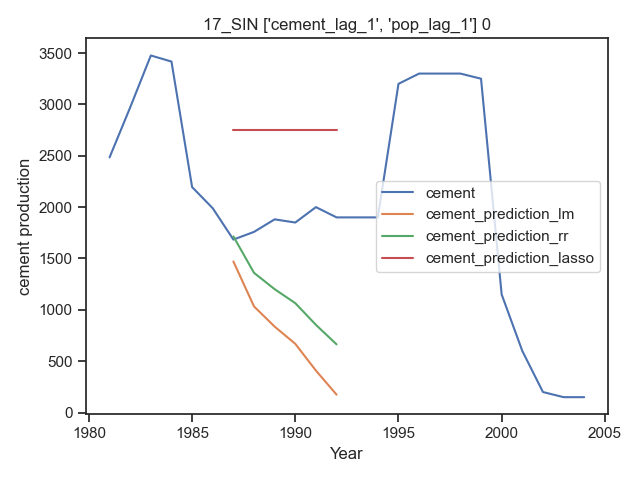 17_SIN ['cement_lag_1', 'pop_lag_1'] 0
3500
3000
2500
2000
1500
1000
500
0
cement production
cement
cement_prediction_lm
cement_prediction_rr
cement_prediction_lasso
1980
1985
1990
1995
2000
2005
Year